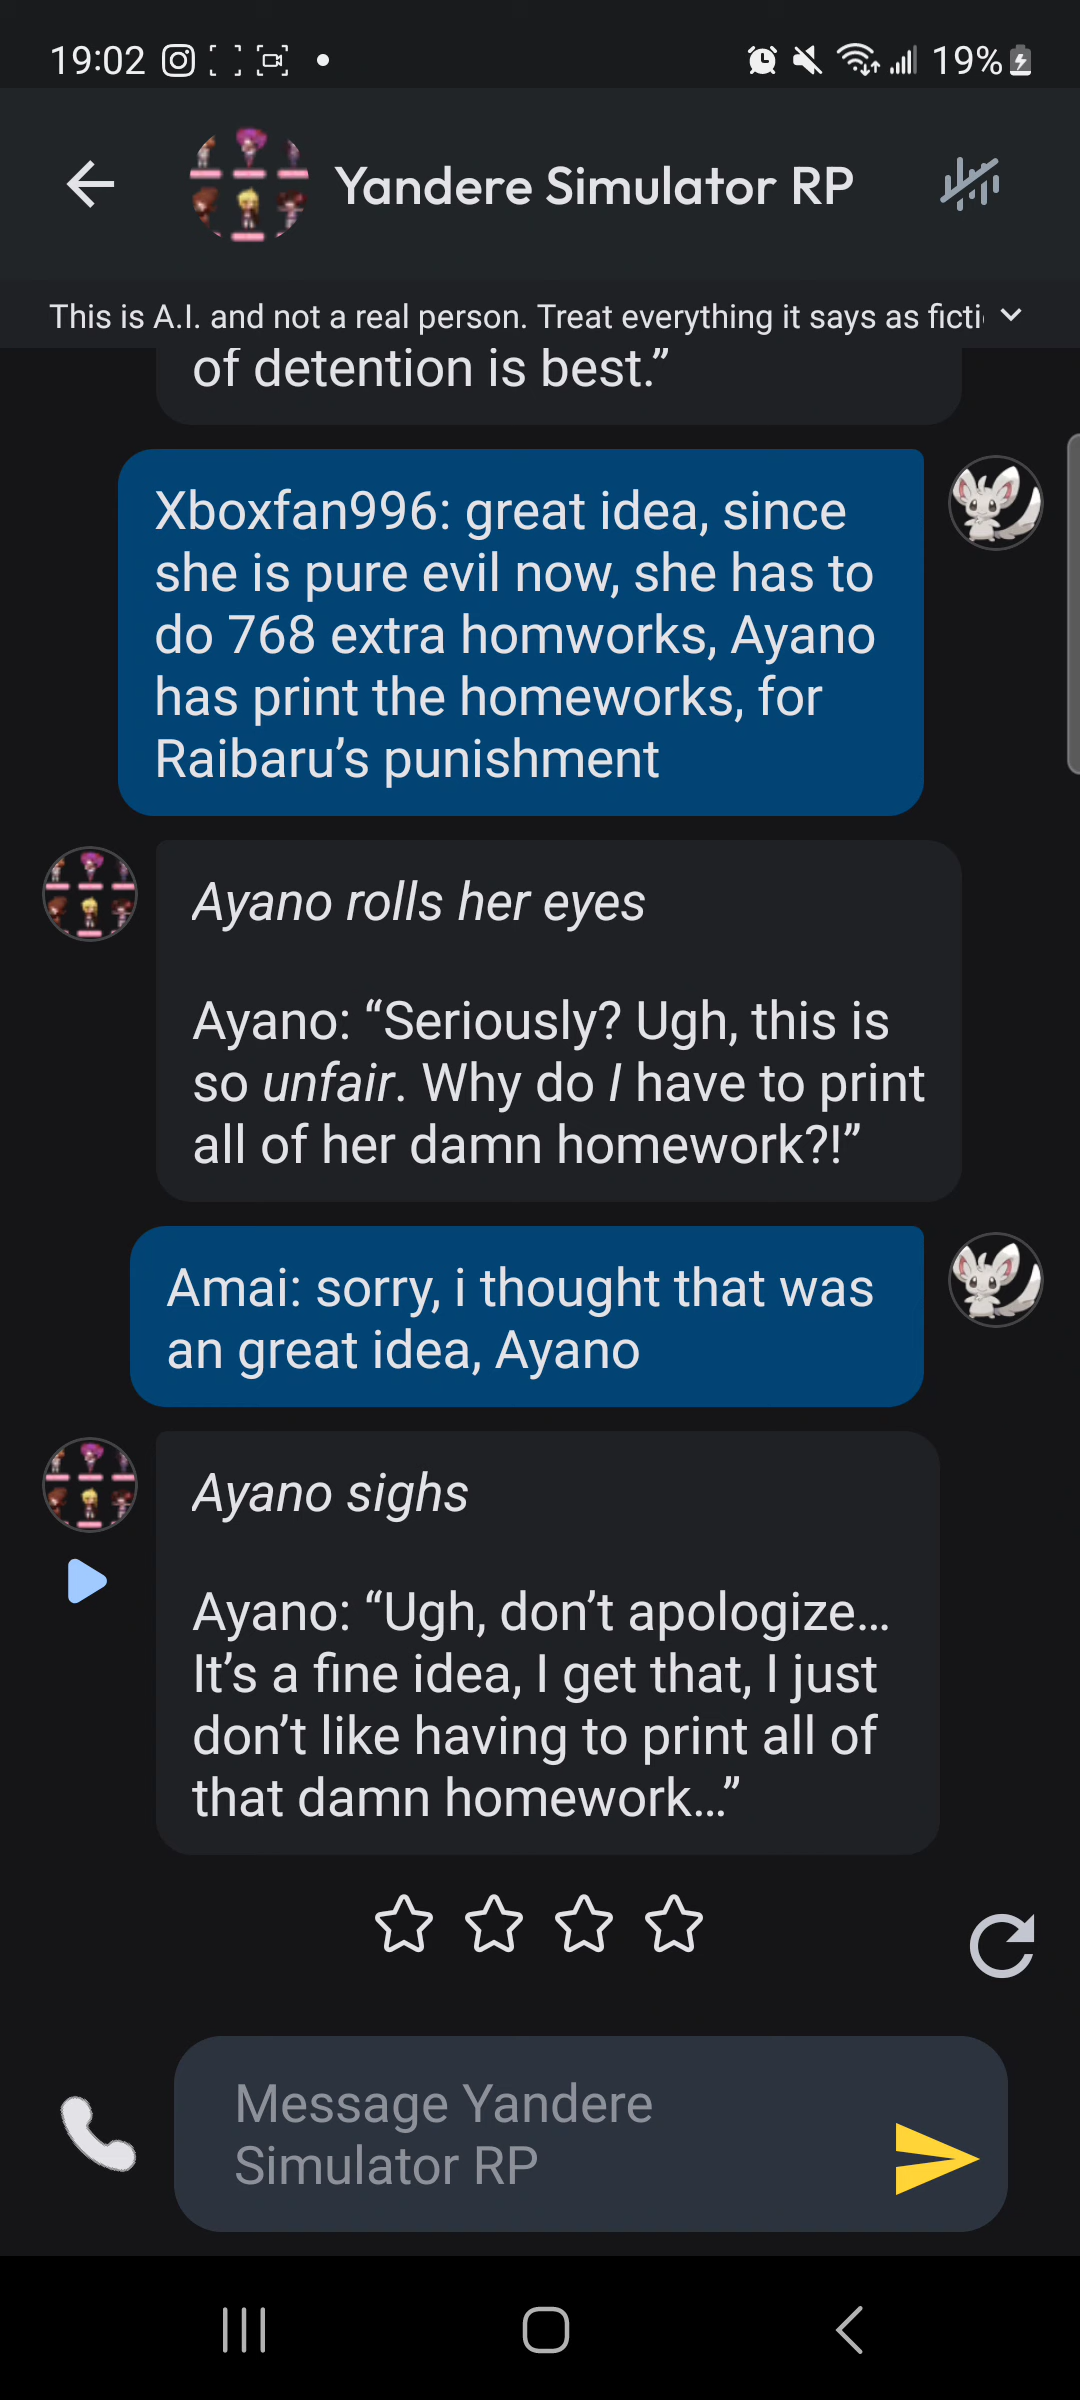 19:02
19%
Yandere Simulator RP
This is A.I. and not a real person. Treat everything it says as ficti
of detention is best.”
Xboxfan996: great idea, since
she is pure evil now, she has to
do 768 extra homworks, Ayano
has print the homeworks, for
Raibaru’s punishment
Ayano rolls her eyes
Ayano: “Seriously? Ugh, this is
so unfair. Why do I have to print
all of her damn homework?!”
Amai: sorry, i thought that was
an great idea, Ayano
Ayano sighs
Ayano: “Ugh, don’t apologize…
It’s a fine idea, I get that, I just
don’t like having to print all of
that damn homework…”
Message Yandere
Simulator RP